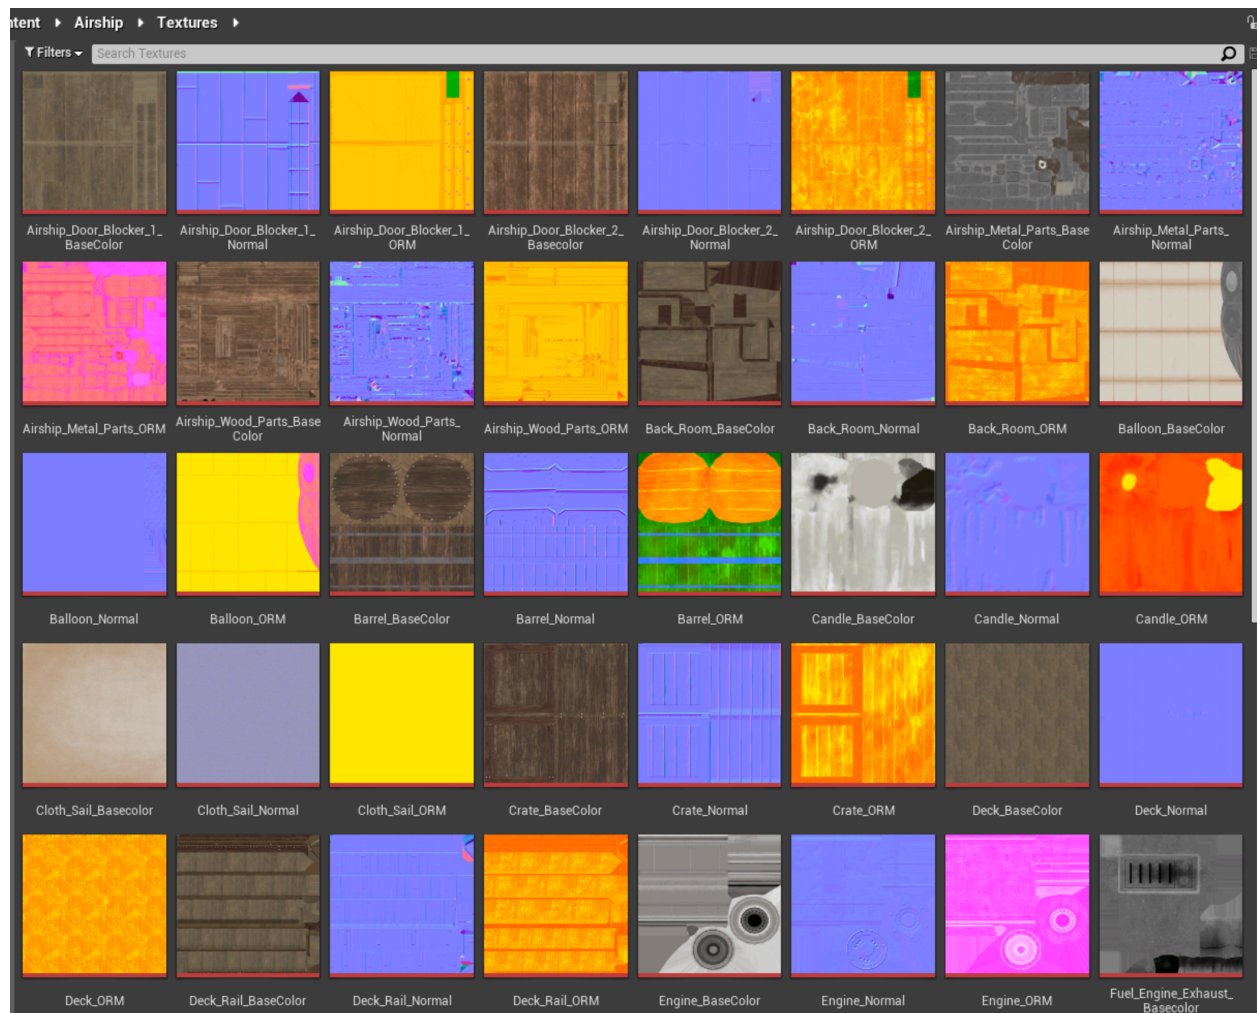 ntent Airship Textures
Filters Search Textures
Airship_Door_Blocker_1_
BaseColor
Airship_Door_Blocker_1_
Normal
Airship_Door_Blocker_1_
ORM
Airship_Door_Blocker_2_
Basecolor
Airship_Door_Blocker_2_
Normal
Airship_Door_Blocker_2_
ORM
Airship_Metal_Parts_Base
Color
Airship_Metal_Parts_
Normal
Airship_Metal_Parts_ORM
Airship_Wood_Parts_Base
Color
Airship_Wood_Parts_
Normal
Airship_Wood_Parts_ORM
Back_Room_BaseColor
Back_Room_Normal
Back_Room_ORM
Balloon_BaseColor
Balloon_Normal
Balloon_ORM
Barrel_BaseColor
Barrel_Normal
Barrel_ORM
Candle_BaseColor
Candle_Normal
Candle_ORM
Cloth_Sail_Basecolor
Cloth_Sail_Normal
Cloth_Sail_ORM
Crate_BaseColor
Crate_Normal
Crate_ORM
Deck_BaseColor
Deck_Normal
Deck_ORM
Deck_Rail_BaseColor
Deck_Rail_Normal
Deck_Rail_ORM
Engine_BaseColor
Engine_Normal
Engine_ORM
Fuel_Engine_Exhaust_
Basecolor